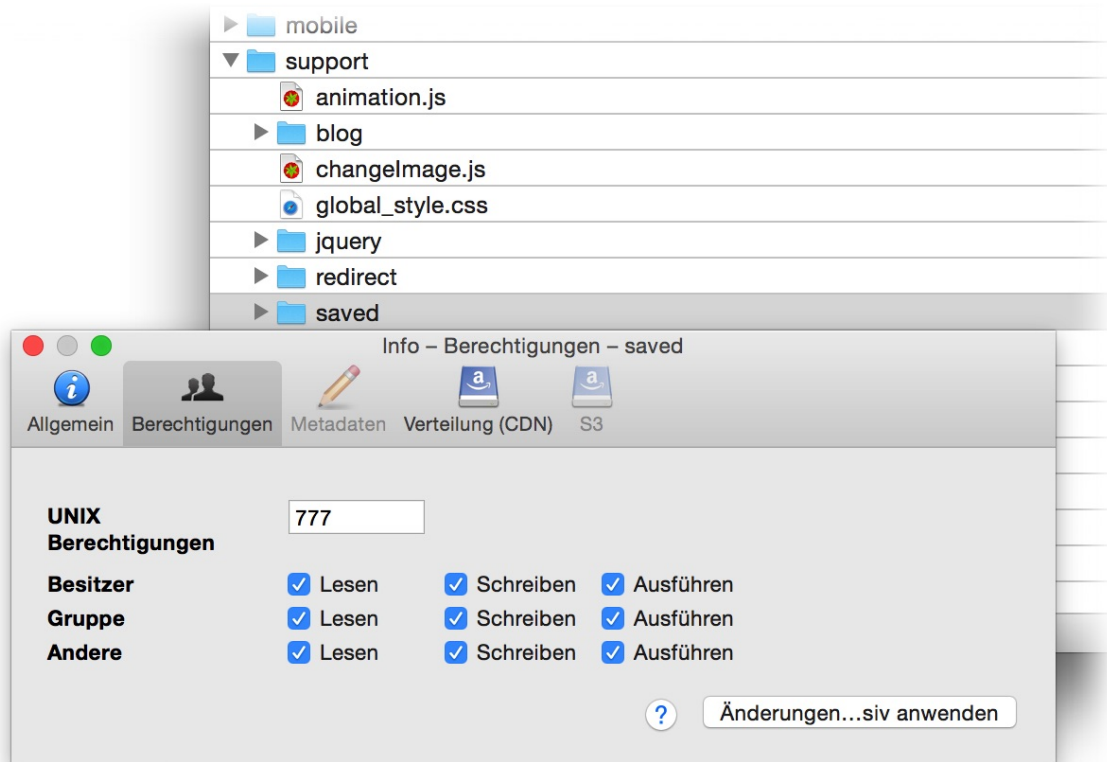 mobile
support
animation.js
blog
changeImage.js
global_style.css
jquery
redirect
saved
Info – Berechtigungen – saved
Allgemein Berechtigungen Metadaten Verteilung (CDN) S3
UNIX 777
Berechtigungen
Besitzer Lesen Schreiben Ausführen
Gruppe Lesen Schreiben Ausführen
Andere Lesen Schreiben Ausführen
? Änderungen...siv anwenden